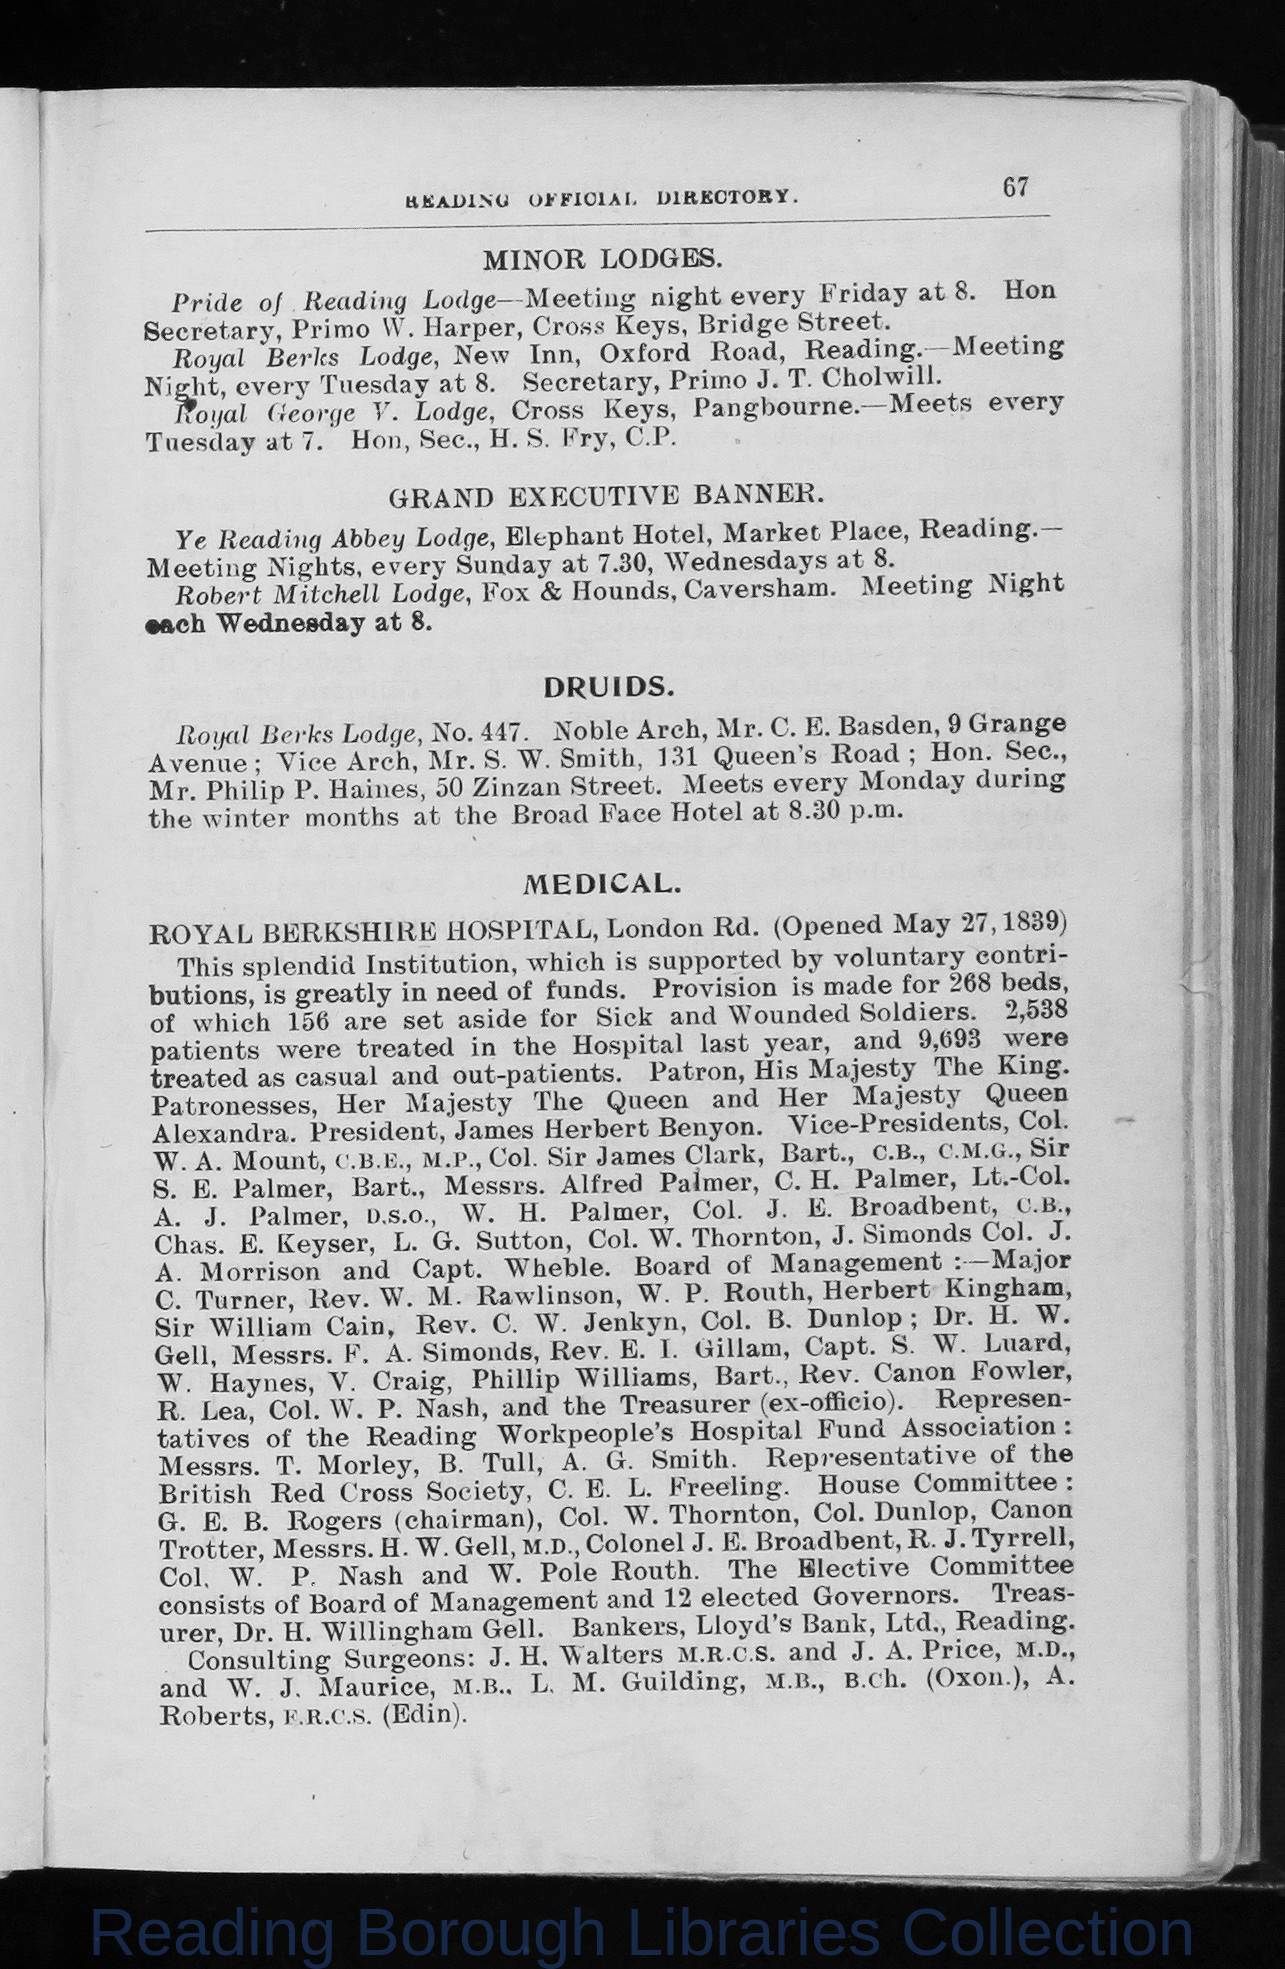 READING OFFICIAL DIRECTORY. 67
MINOR LODGES.
Pride of Reading Lodge—Meeting night every Friday at 8. Hon
Secretary, Primo W. Harper, Cross Keys, Bridge Street.
Royal Berks Lodge, New Inn, Oxford Road, Reading.—Meeting
Night, every Tuesday at 8. Secretary, Primo J. T. Cholwill.
Royal George V. Lodge, Cross Keys, Pangbourne.—Meets every
Tuesday at 7. Hon, Sec., H. S. Fry, C.P.
GRAND EXECUTIVE BANNER.
Ye Reading Abbey Lodge, Elephant Hotel, Market Place, Reading.—
Meeting Nights, every Sunday at 7.30, Wednesdays at 8.
Robert Mitchell Lodge, Fox & Hounds, Caversham. Meeting Night
each Wednesday at 8.
DRUIDS.
Royal Berks Lodge, No. 447. Noble Arch, Mr. C. E. Basden, 9 Grange
Avenue; Vice Arch, Mr. S. W. Smith, 131 Queen's Road; Hon. Sec.,
Mr. Philip P. Haines, 50 Zinzan Street. Meets every Monday during
the winter months at the Broad Face Hotel at 8.30 p.m.
MEDICAL.
ROYAL BERKSHIRE HOSPITAL, London Rd. (Opened May 27, 1839)
This splendid Institution, which is supported by voluntary contri-
butions, is greatly in need of funds. Provision is made for 268 beds,
of which 156 are set aside for Sick and Wounded Soldiers. 2,538
patients were treated in the Hospital last year, and 9,693 were
treated as casual and out-patients. Patron, His Majesty The King.
Patronesses, Her Majesty The Queen and Her Majesty Queen
Alexandra. President, James Herbert Benyon. Vice-Presidents, Col.
W. A. Mount, C.B.E., M.P., Col. Sir James Clark, Bart., C.B., C.M.G., Sir
S. E. Palmer, Bart., Messrs. Alfred Palmer, C. H. Palmer, Lt.-Col.
A. J. Palmer, D.S.O., W. H. Palmer, Col. J. E. Broadbent, C.B.,
Chas. E. Keyser, L. G. Sutton, Col. W. Thornton, J. Simonds Col. J.
A. Morrison and Capt. Wheble. Board of Management :—Major
C. Turner, Rev. W. M. Rawlinson, W. P. Routh, Herbert Kingham,
Sir William Cain, Rev. C. W. Jenkyn, Col. B. Dunlop; Dr. H. W.
Gell, Messrs. F. A. Simonds, Rev. E. I. Gillam, Capt. S. W. Luard,
W. Haynes, V. Craig, Phillip Williams, Bart., Rev. Canon Fowler,
R. Lea, Col. W. P. Nash, and the Treasurer (ex-officio). Represen-
tatives of the Reading Workpeople's Hospital Fund Association:
Messrs. T. Morley, B. Tull, A. G. Smith. Representative of the
British Red Cross Society, C. E. L. Freeling. House Committee:
G. E. B. Rogers (chairman), Col. W. Thornton, Col. Dunlop, Canon
Trotter, Messrs. H. W. Gell, M.D., Colonel J. E. Broadbent, R. J. Tyrrell,
Col. W. P. Nash and W. Pole Routh. The Elective Committee
consists of Board of Management and 12 elected Governors. Treas-
urer, Dr. H. Willingham Gell. Bankers, Lloyd's Bank, Ltd., Reading.
Consulting Surgeons: J. H. Walters M.R.C.S. and J. A. Price, M.D.,
and W. J. Maurice, M.B.. L. M. Guilding, M.B., B.Ch. (Oxon.), A.
Roberts, F.R.C.S. (Edin).
Reading Borough Libraries Collection